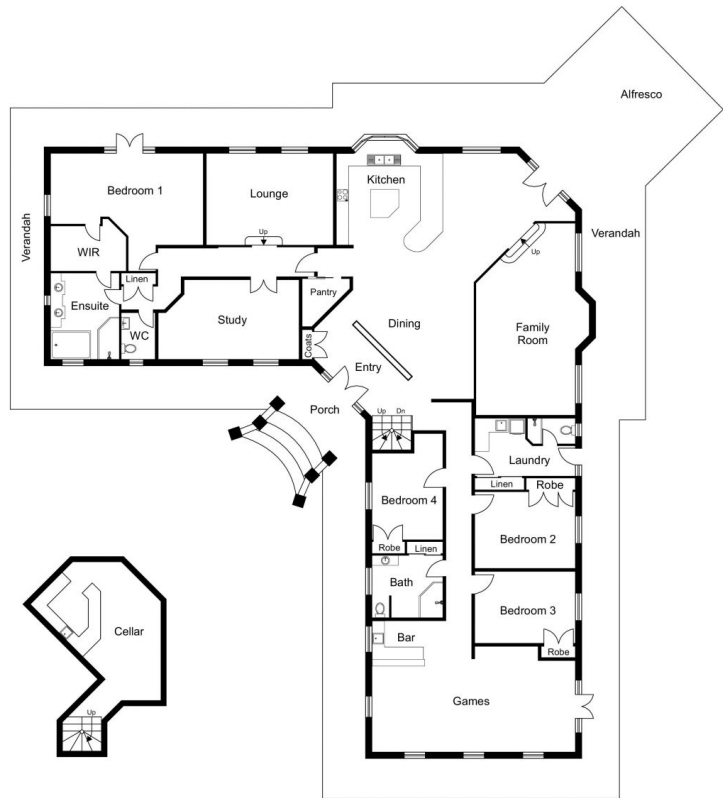 Alfresco
Bedroom 1
Lounge
Kitchen
Verandah
WIR
Up
Verandah
Up
Linen
Pantry
Ensuite
Study
WC
Coats
Dining
Family
Room
Entry
Porch
Up Dn
Laundry
Linen
Robe
Bedroom 4
Bedroom 2
Robe
Linen
Bath
Bedroom 3
Cellar
Bar
Robe
Games
Up